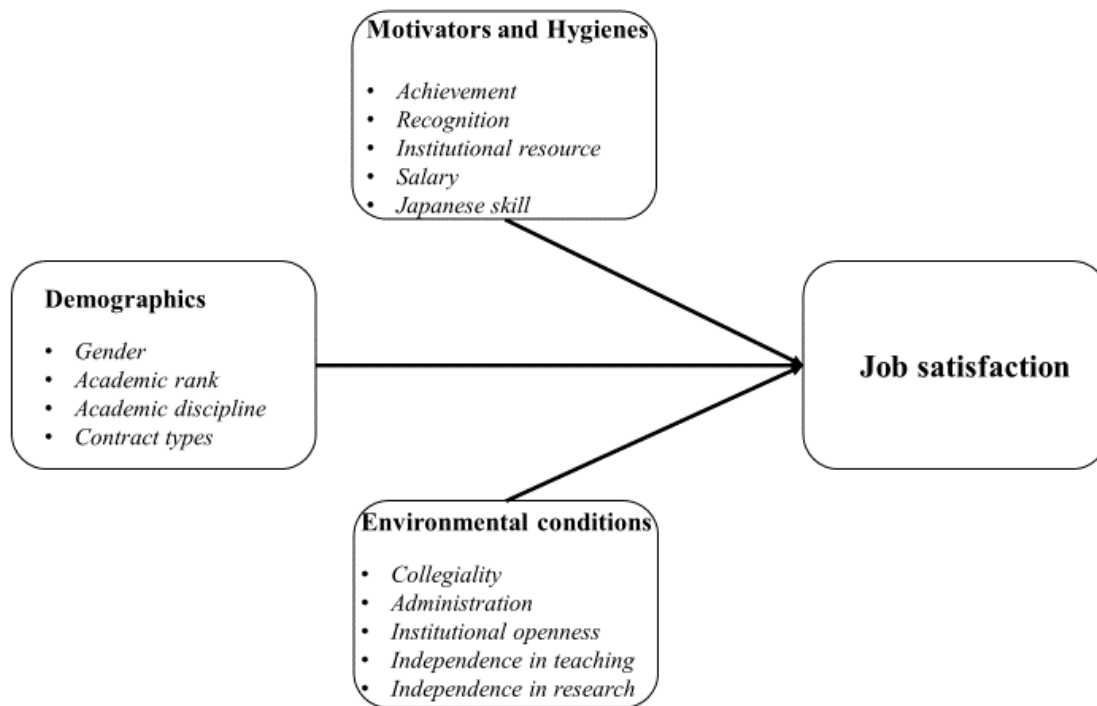 Motivators and Hygienes
• Achievement
• Recognition
• Institutional resource
• Salary
• Japanese skill
Demographics
• Gender
• Academic rank
• Academic discipline
• Contract types
Job satisfaction
Environmental conditions
• Collegiality
• Administration
• Institutional openness
• Independence in teaching
• Independence in research